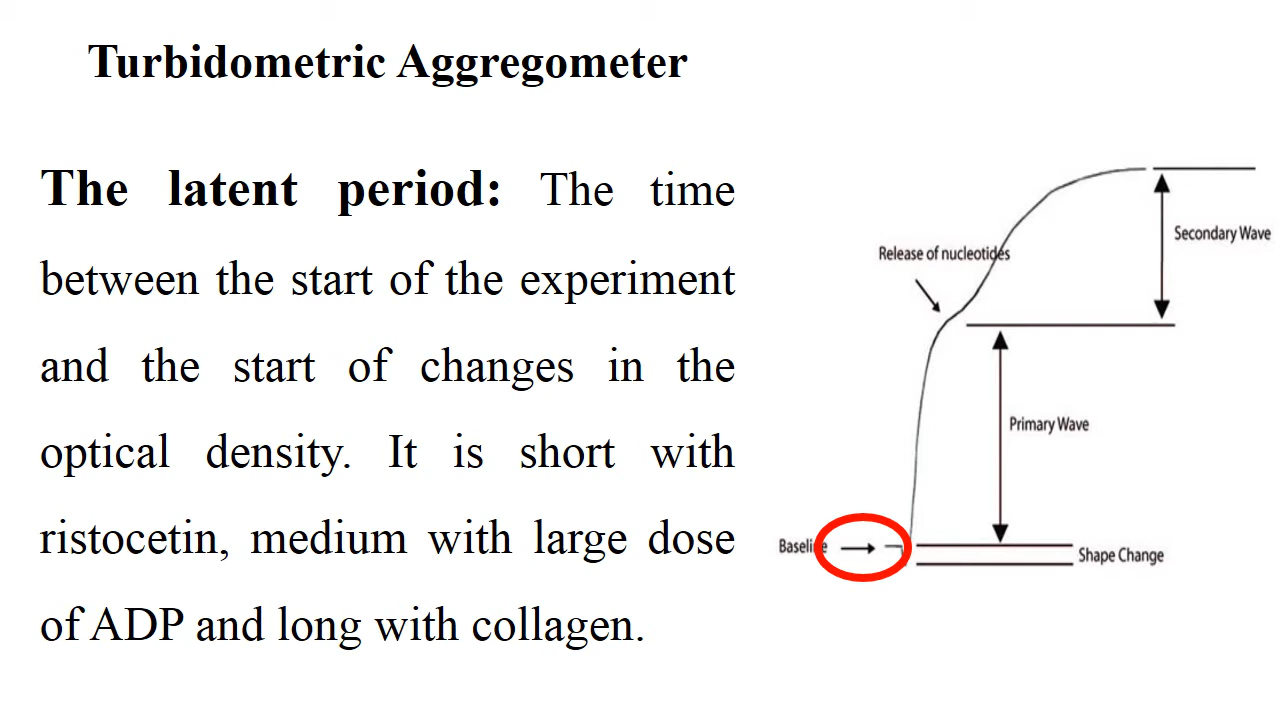 Turbidometric Aggregometer
The latent period: The time
between the start of the experiment
and the start of changes in the
optical density. It is short with
ristocetin, medium with large dose
of ADP and long with collagen.
Secondary Wave
Release of nucleotides
Primary Wave
Baseline
Shape Change